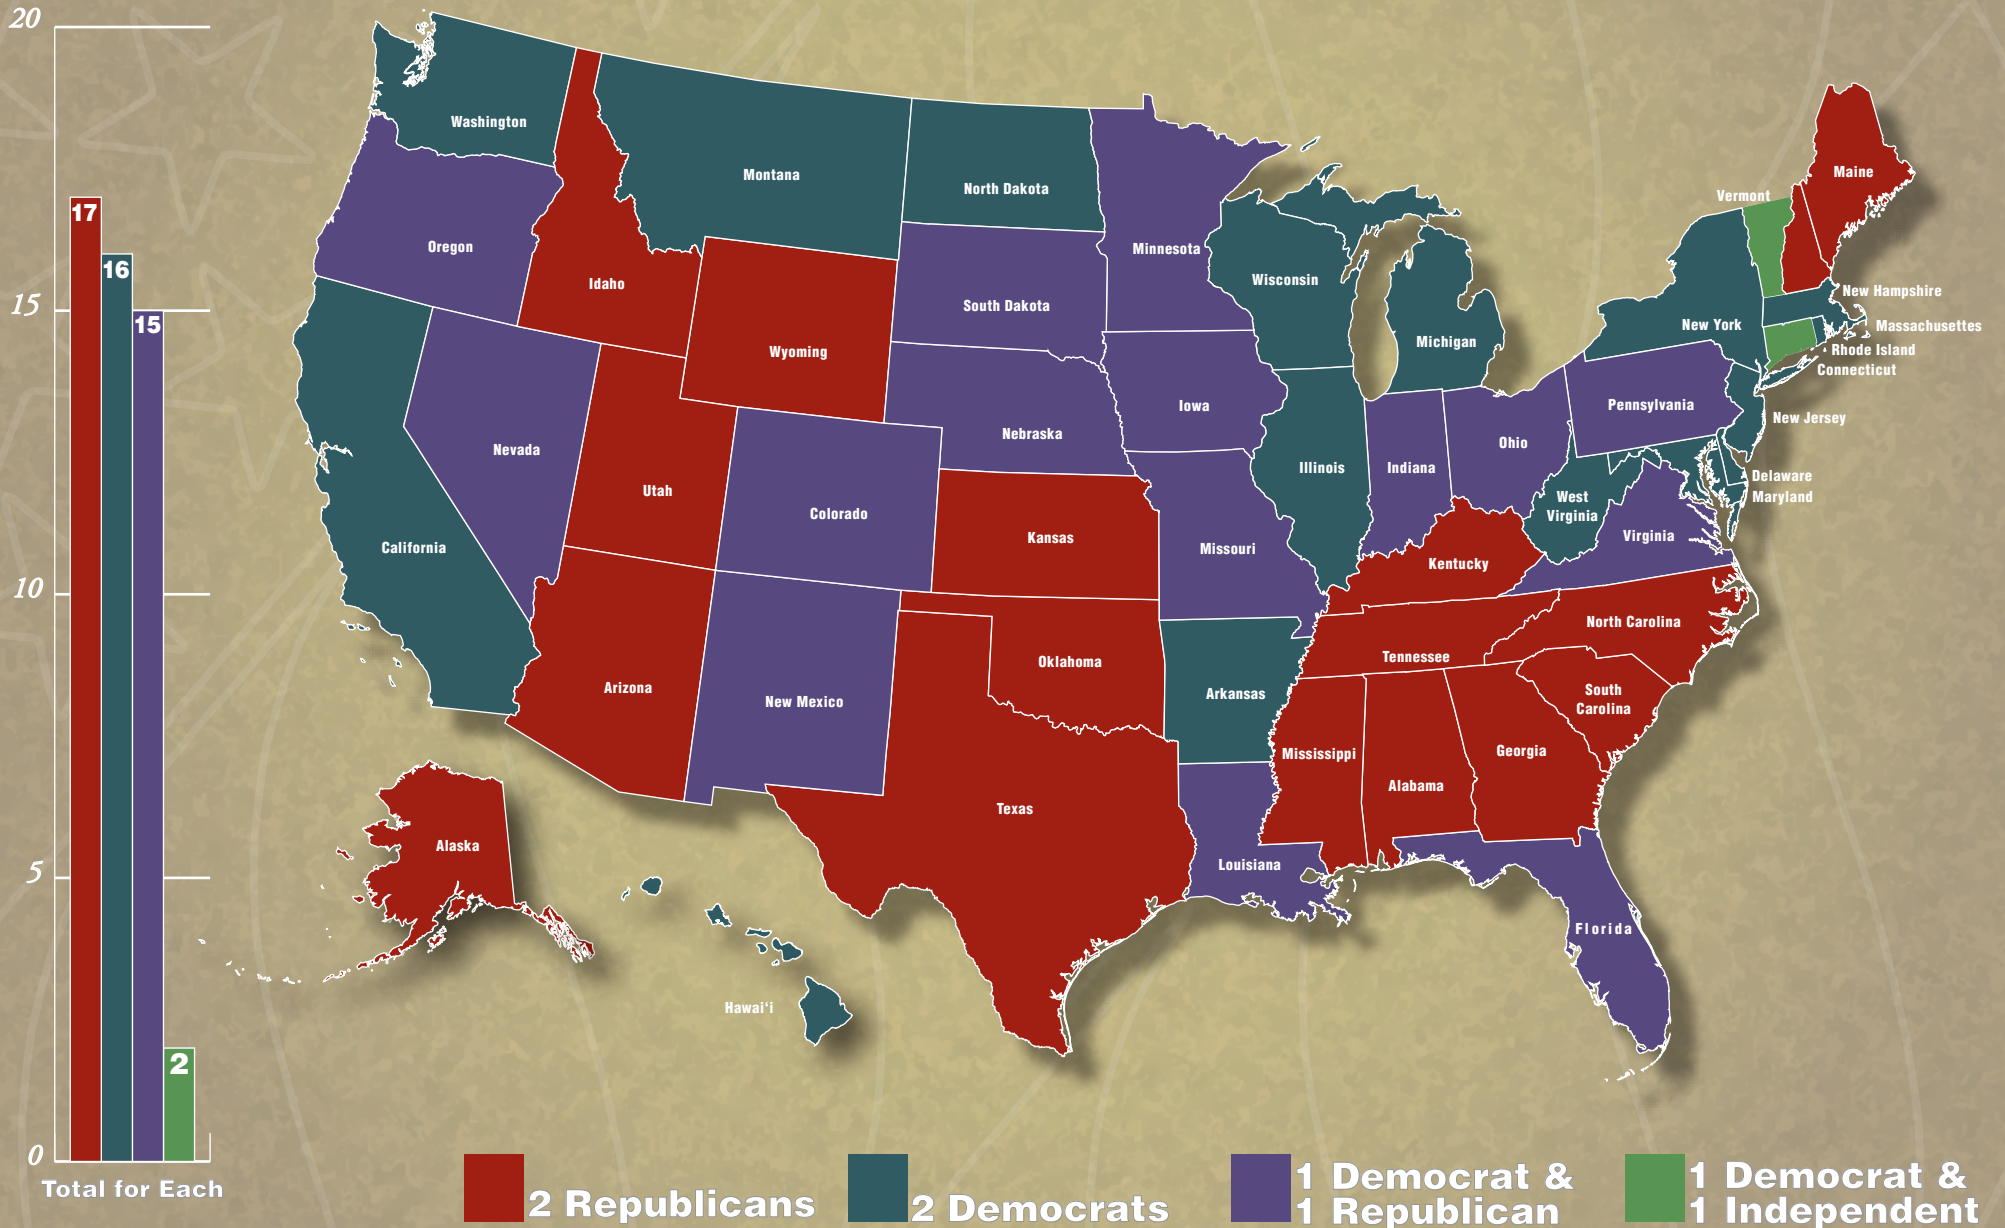 20
15
10
5
0
17
16
15
2
Total for Each
Washington
Oregon
California
Nevada
Idaho
Montana
Wyoming
Utah
Colorado
Arizona
New Mexico
North Dakota
South Dakota
Nebraska
Kansas
Oklahoma
Texas
Minnesota
Iowa
Missouri
Arkansas
Louisiana
Wisconsin
Illinois
Michigan
Indiana
Ohio
Kentucky
Tennessee
Mississippi
Alabama
Georgia
Florida
South
Carolina
North Carolina
Virginia
West
Virginia
Pennsylvania
New York
Vermont
Maine
New Hampshire
Massachusettes
Rhode Island
Connecticut
New Jersey
Delaware
Maryland
Alaska
Hawai‘i
2 Republicans
2 Democrats
1 Democrat &
1 Republican
1 Democrat &
1 Independent